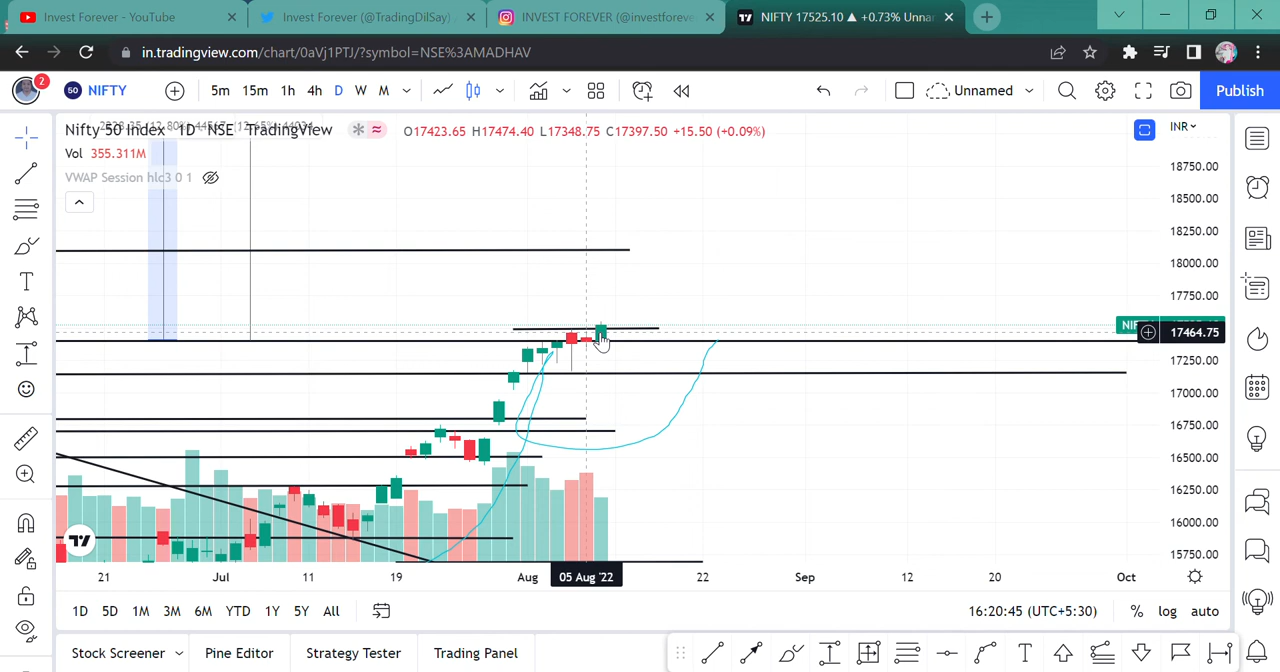 Invest Forever - YouTube
Invest Forever (@TradingDilSay)
INVEST FOREVER (@investforeve
NIFTY 17525.10 ▲ +0.73% Unna
in.tradingview.com/chart/0aVj1PTJ/?symbol=NSE%3AMADHAV
2
50 NIFTY 5m 15m 1h 4h D W M Unnamed Publish
Nifty 50 Index 1D NSE TradingView O17423.65 H17474.40 L17348.75 C17397.50 +15.50 (+0.09%)
INR
Vol 355.311M
VWAP Session hlc3 0 1
18750.00
18500.00
18250.00
18000.00
17750.00
NI
17464.75
17250.00
17000.00
16750.00
16500.00
16250.00
16000.00
15750.00
21 Jul 11 19 Aug 05 Aug '22 22 Sep 12 20 Oct
1D 5D 1M 3M 6M YTD 1Y 5Y All 16:20:45 (UTC+5:30) % log auto
Stock Screener Pine Editor Strategy Tester Trading Panel